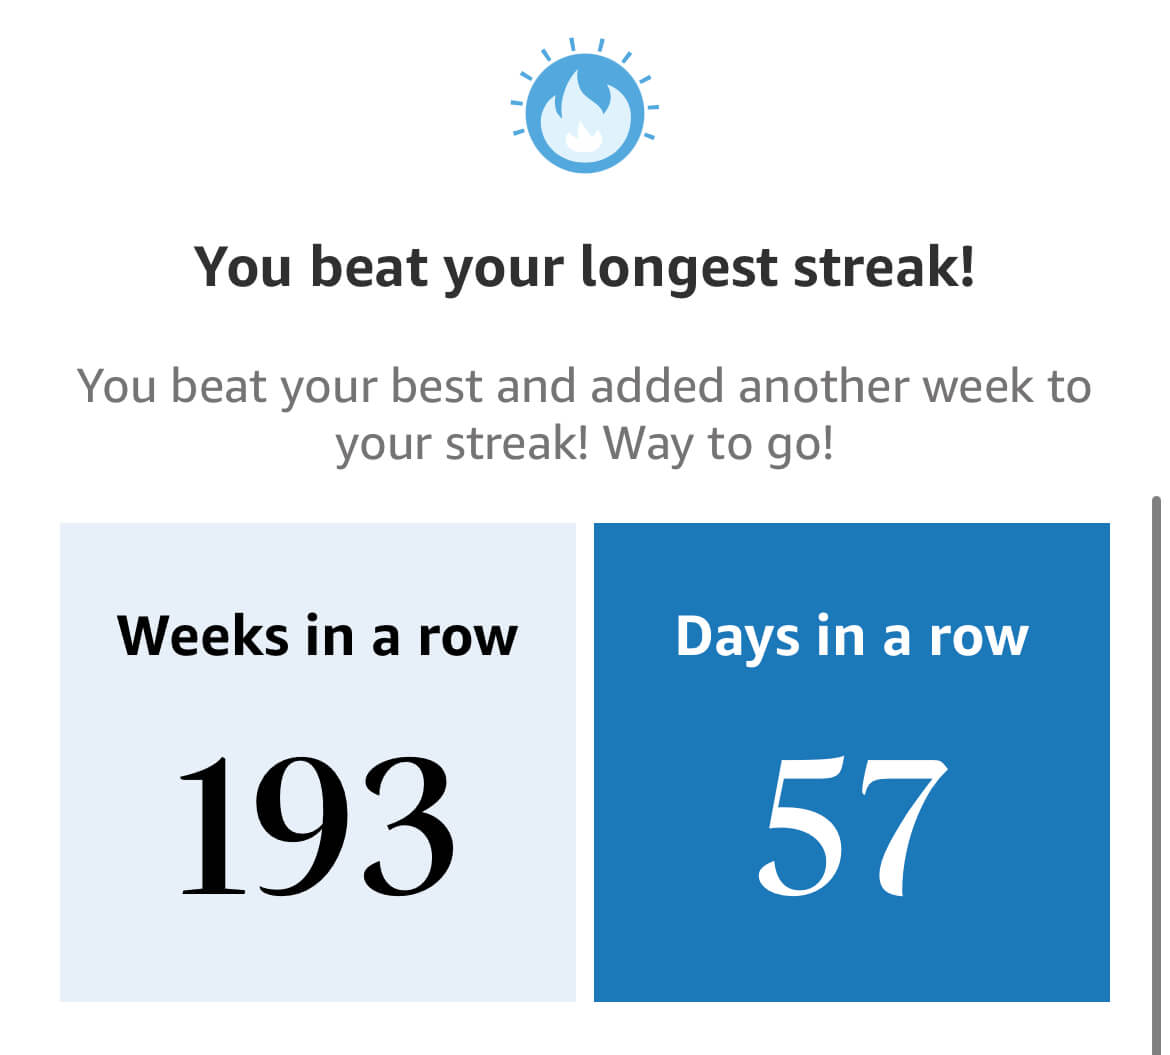 You beat your longest streak!
You beat your best and added another week to
your streak! Way to go!
Weeks in a row
193
Days in a row
57